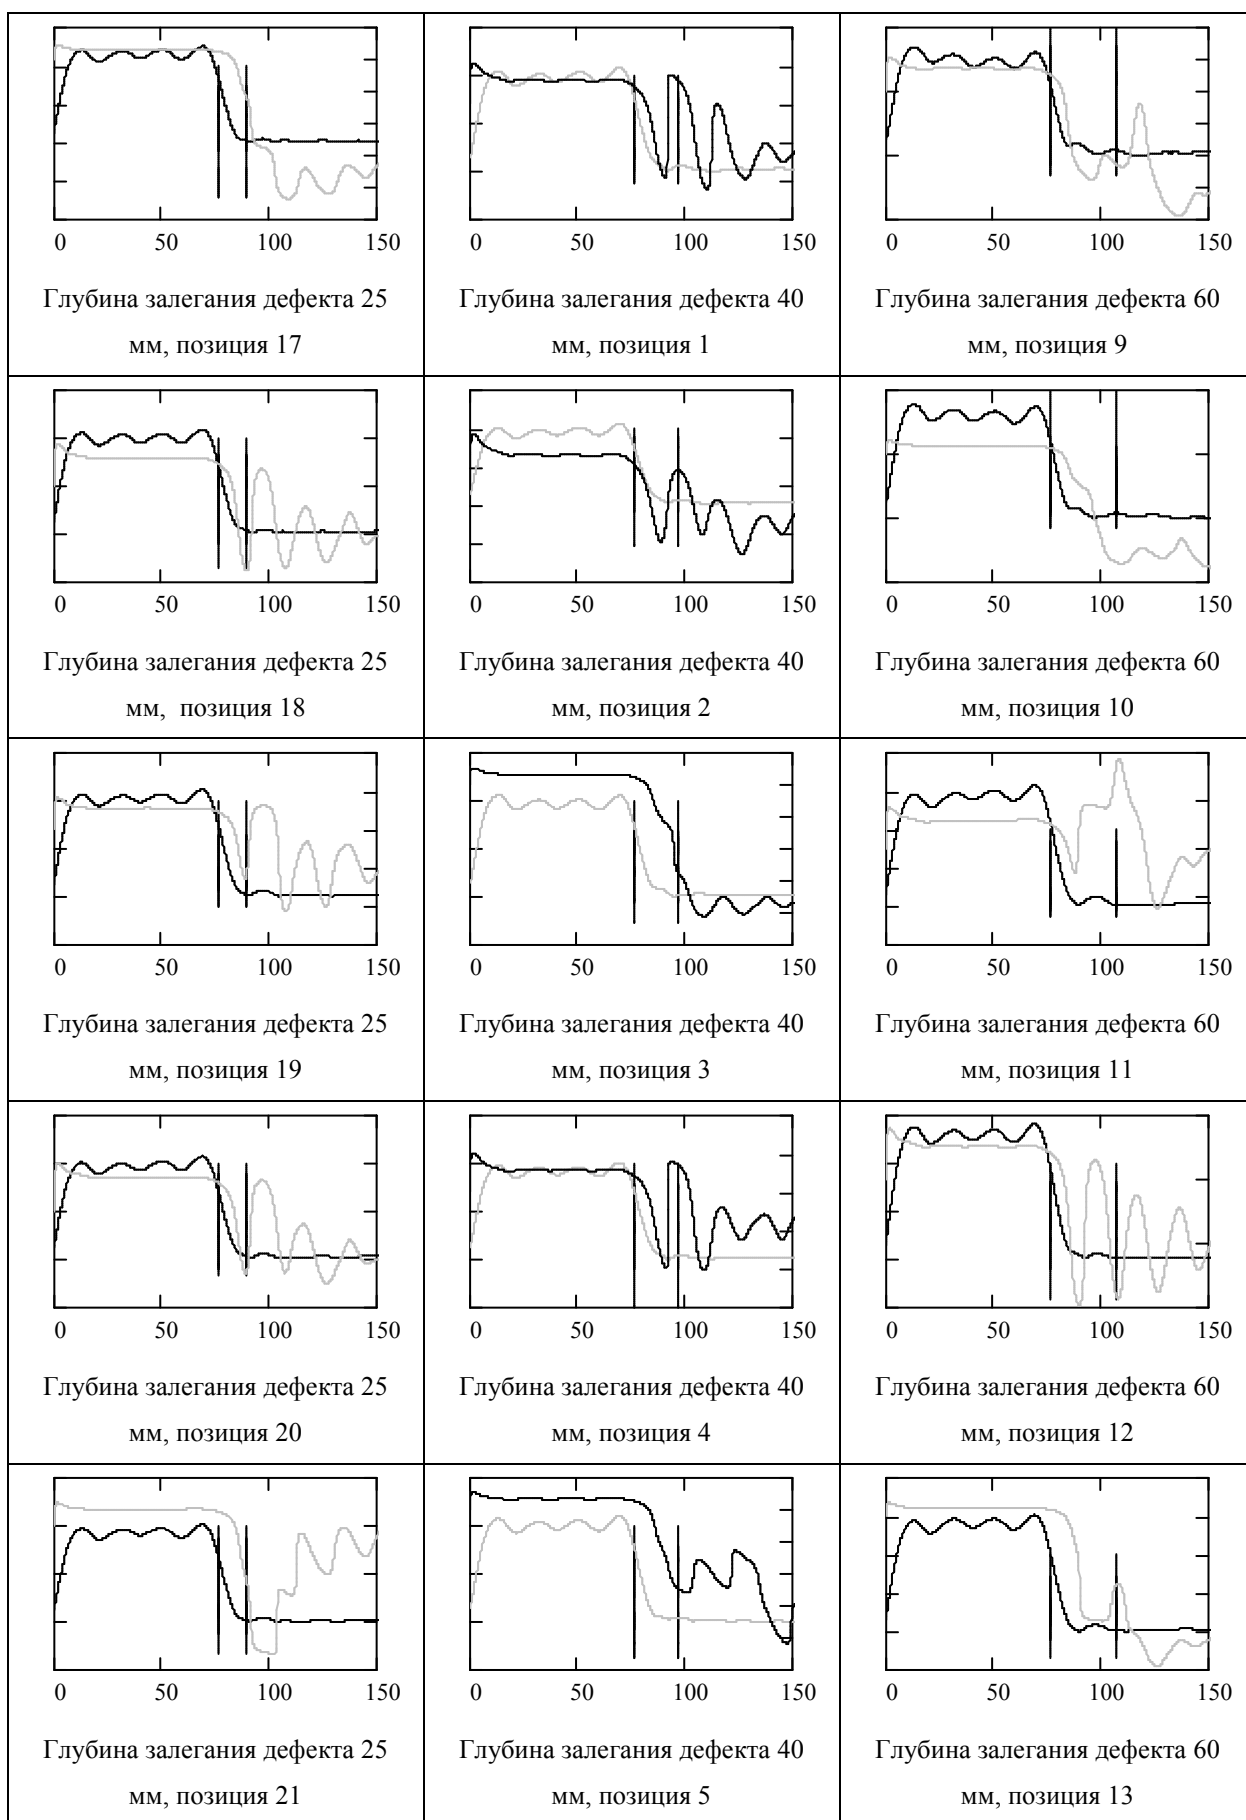 0 50 100 150
Глубина залегания дефекта 25
мм, позиция 17
0 50 100 150
Глубина залегания дефекта 40
мм, позиция 1
0 50 100 150
Глубина залегания дефекта 60
мм, позиция 9
0 50 100 150
Глубина залегания дефекта 25
мм, позиция 18
0 50 100 150
Глубина залегания дефекта 40
мм, позиция 2
0 50 100 150
Глубина залегания дефекта 60
мм, позиция 10
0 50 100 150
Глубина залегания дефекта 25
мм, позиция 19
0 50 100 150
Глубина залегания дефекта 40
мм, позиция 3
0 50 100 150
Глубина залегания дефекта 60
мм, позиция 11
0 50 100 150
Глубина залегания дефекта 25
мм, позиция 20
0 50 100 150
Глубина залегания дефекта 40
мм, позиция 4
0 50 100 150
Глубина залегания дефекта 60
мм, позиция 12
0 50 100 150
Глубина залегания дефекта 25
мм, позиция 21
0 50 100 150
Глубина залегания дефекта 40
мм, позиция 5
0 50 100 150
Глубина залегания дефекта 60
мм, позиция 13